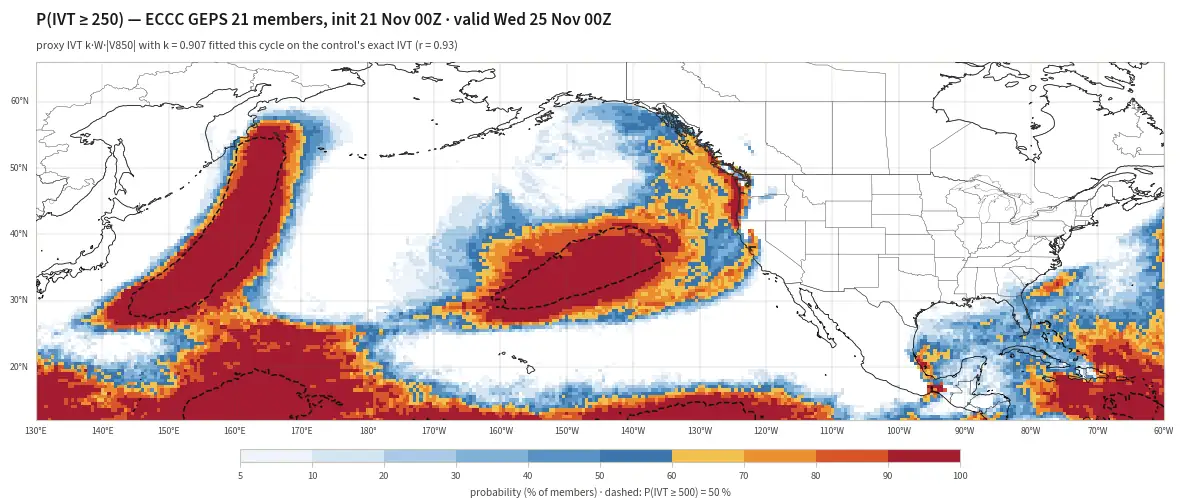 P(IVT ≥ 250) — ECCC GEPS 21 members, init 21 Nov 00Z · valid Wed 25 Nov 00Z
proxy IVT k·W·|V850| with k = 0.907 fitted this cycle on the control's exact IVT (r = 0.93)
60°N
50°N
40°N
30°N
20°N
130°E 140°E 150°E 160°E 170°E 180° 170°W 160°W 150°W 140°W 130°W 120°W 110°W 100°W 90°W 80°W 70°W 60°W
5 10 20 30 40 50 60 70 80 90 100
probability (% of members) · dashed: P(IVT ≥ 500) = 50 %